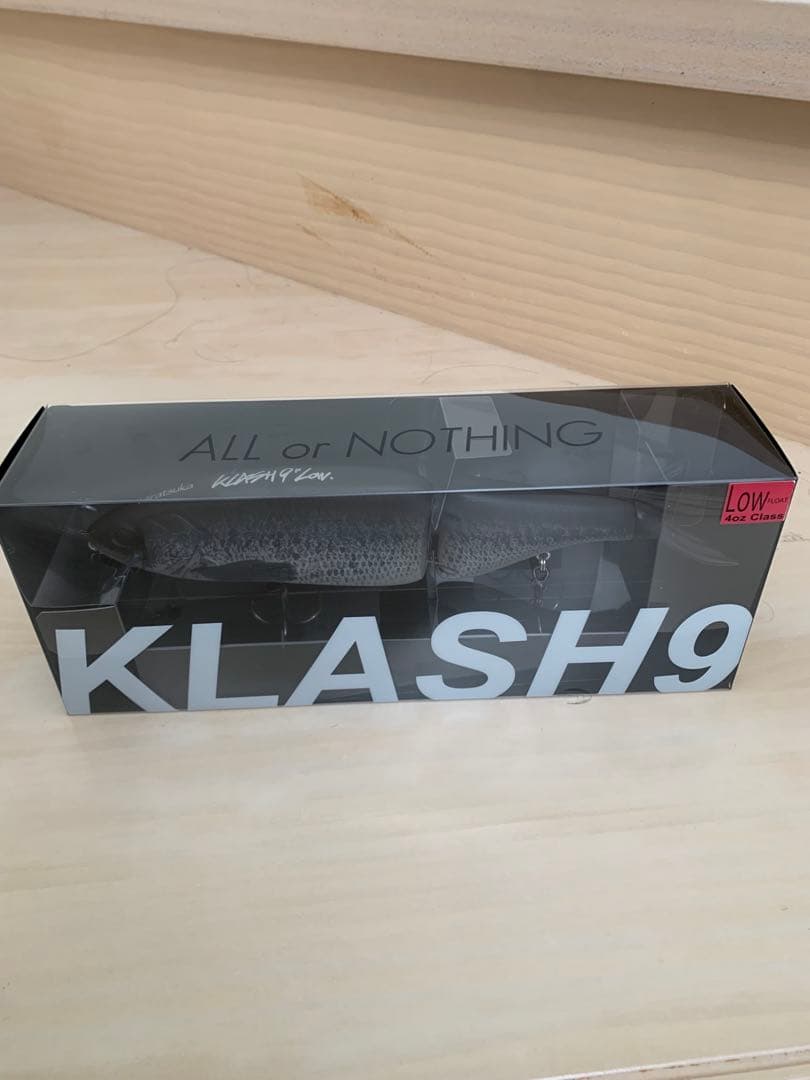 ALL or NOTHING
KLASH9"Low.
LOW FLOAT
4oz Class
KLASH9